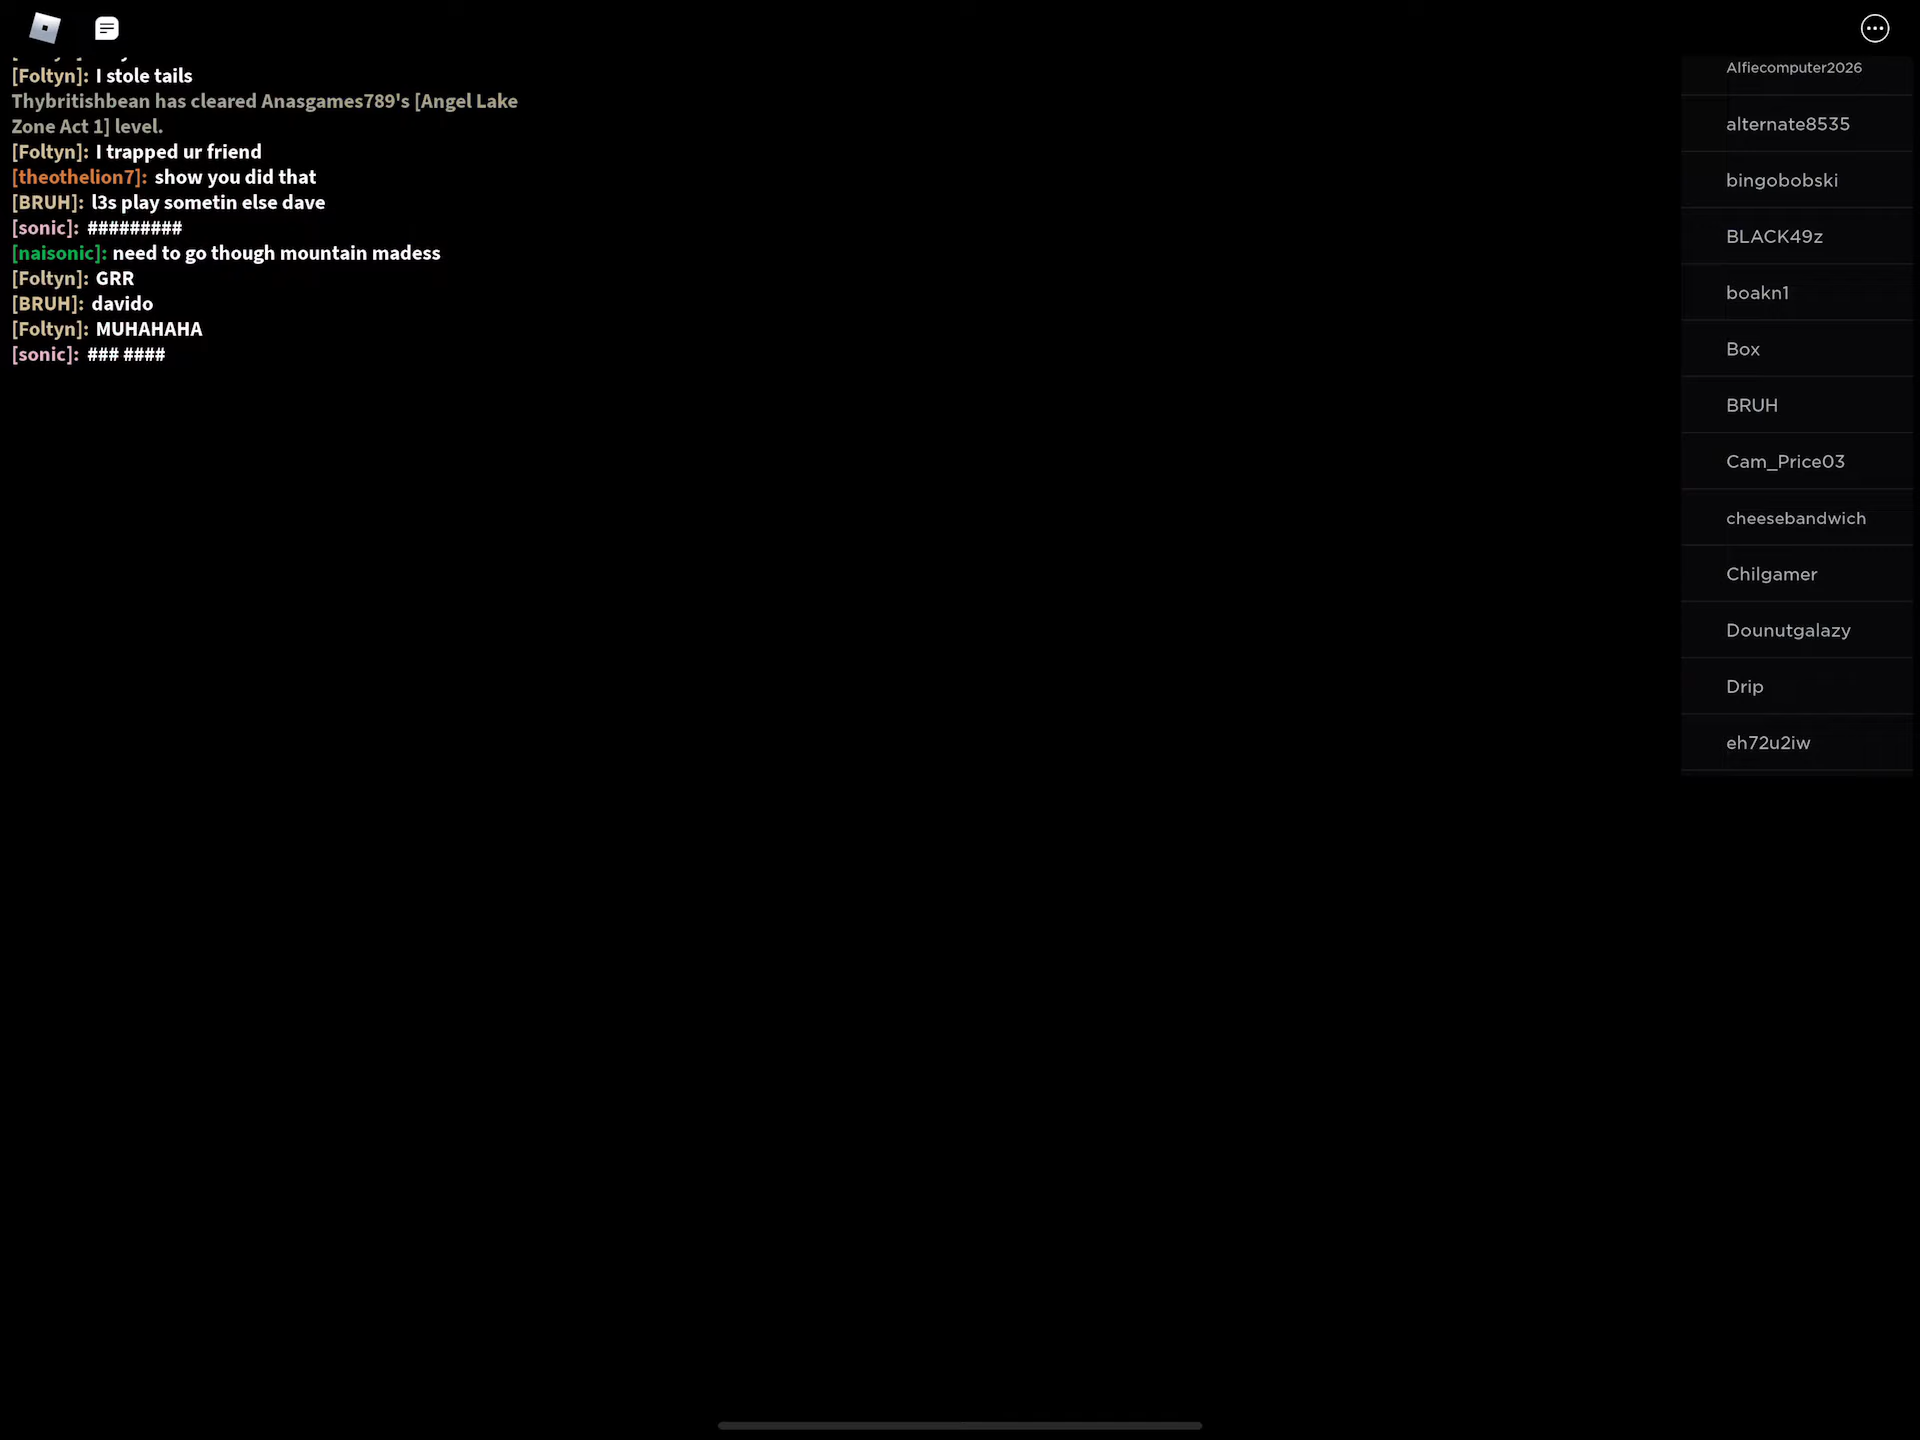 [Foltyn]: I stole tails
Thybritishbean has cleared Anasgames789's [Angel Lake
Zone Act 1] level.
[Foltyn]: I trapped ur friend
[theothelion7]: show you did that
[BRUH]: l3s play sometin else dave
[sonic]: #########
[naisonic]: need to go though mountain madess
[Foltyn]: GRR
[BRUH]: davido
[Foltyn]: MUHAHAHA
[sonic]: ### ####
Alfiecomputer2026
alternate8535
bingobobski
BLACK49z
boakn1
Box
BRUH
Cam_Price03
cheesebandwich
Chilgamer
Dounutgalazy
Drip
eh72u2iw